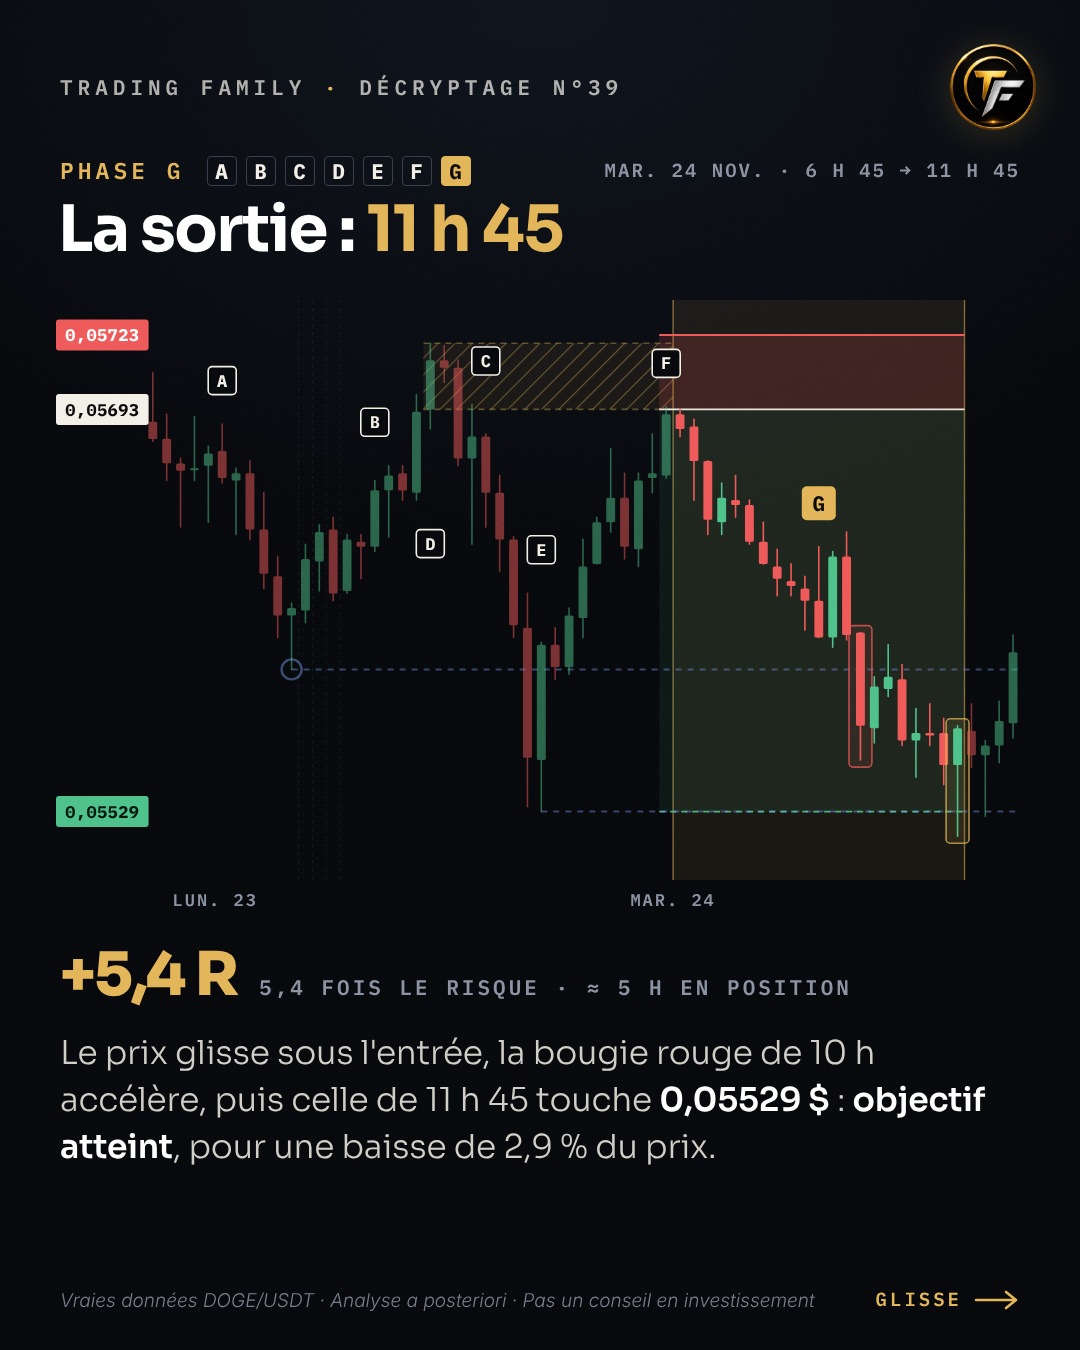 TRADING FAMILY · DÉCRYPTAGE N°39
TF
PHASE G A B C D E F G
MAR. 24 NOV. · 6 H 45 → 11 H 45
La sortie : 11 h 45
0,05723
0,05693
A
B
C
D
E
F
G
0,05529
LUN. 23
MAR. 24
+5,4 R 5,4 FOIS LE RISQUE · ≈ 5 H EN POSITION
Le prix glisse sous l'entrée, la bougie rouge de 10 h
accélère, puis celle de 11 h 45 touche 0,05529 $ : objectif
atteint, pour une baisse de 2,9 % du prix.
Vraies données DOGE/USDT · Analyse a posteriori · Pas un conseil en investissement
GLISSE →